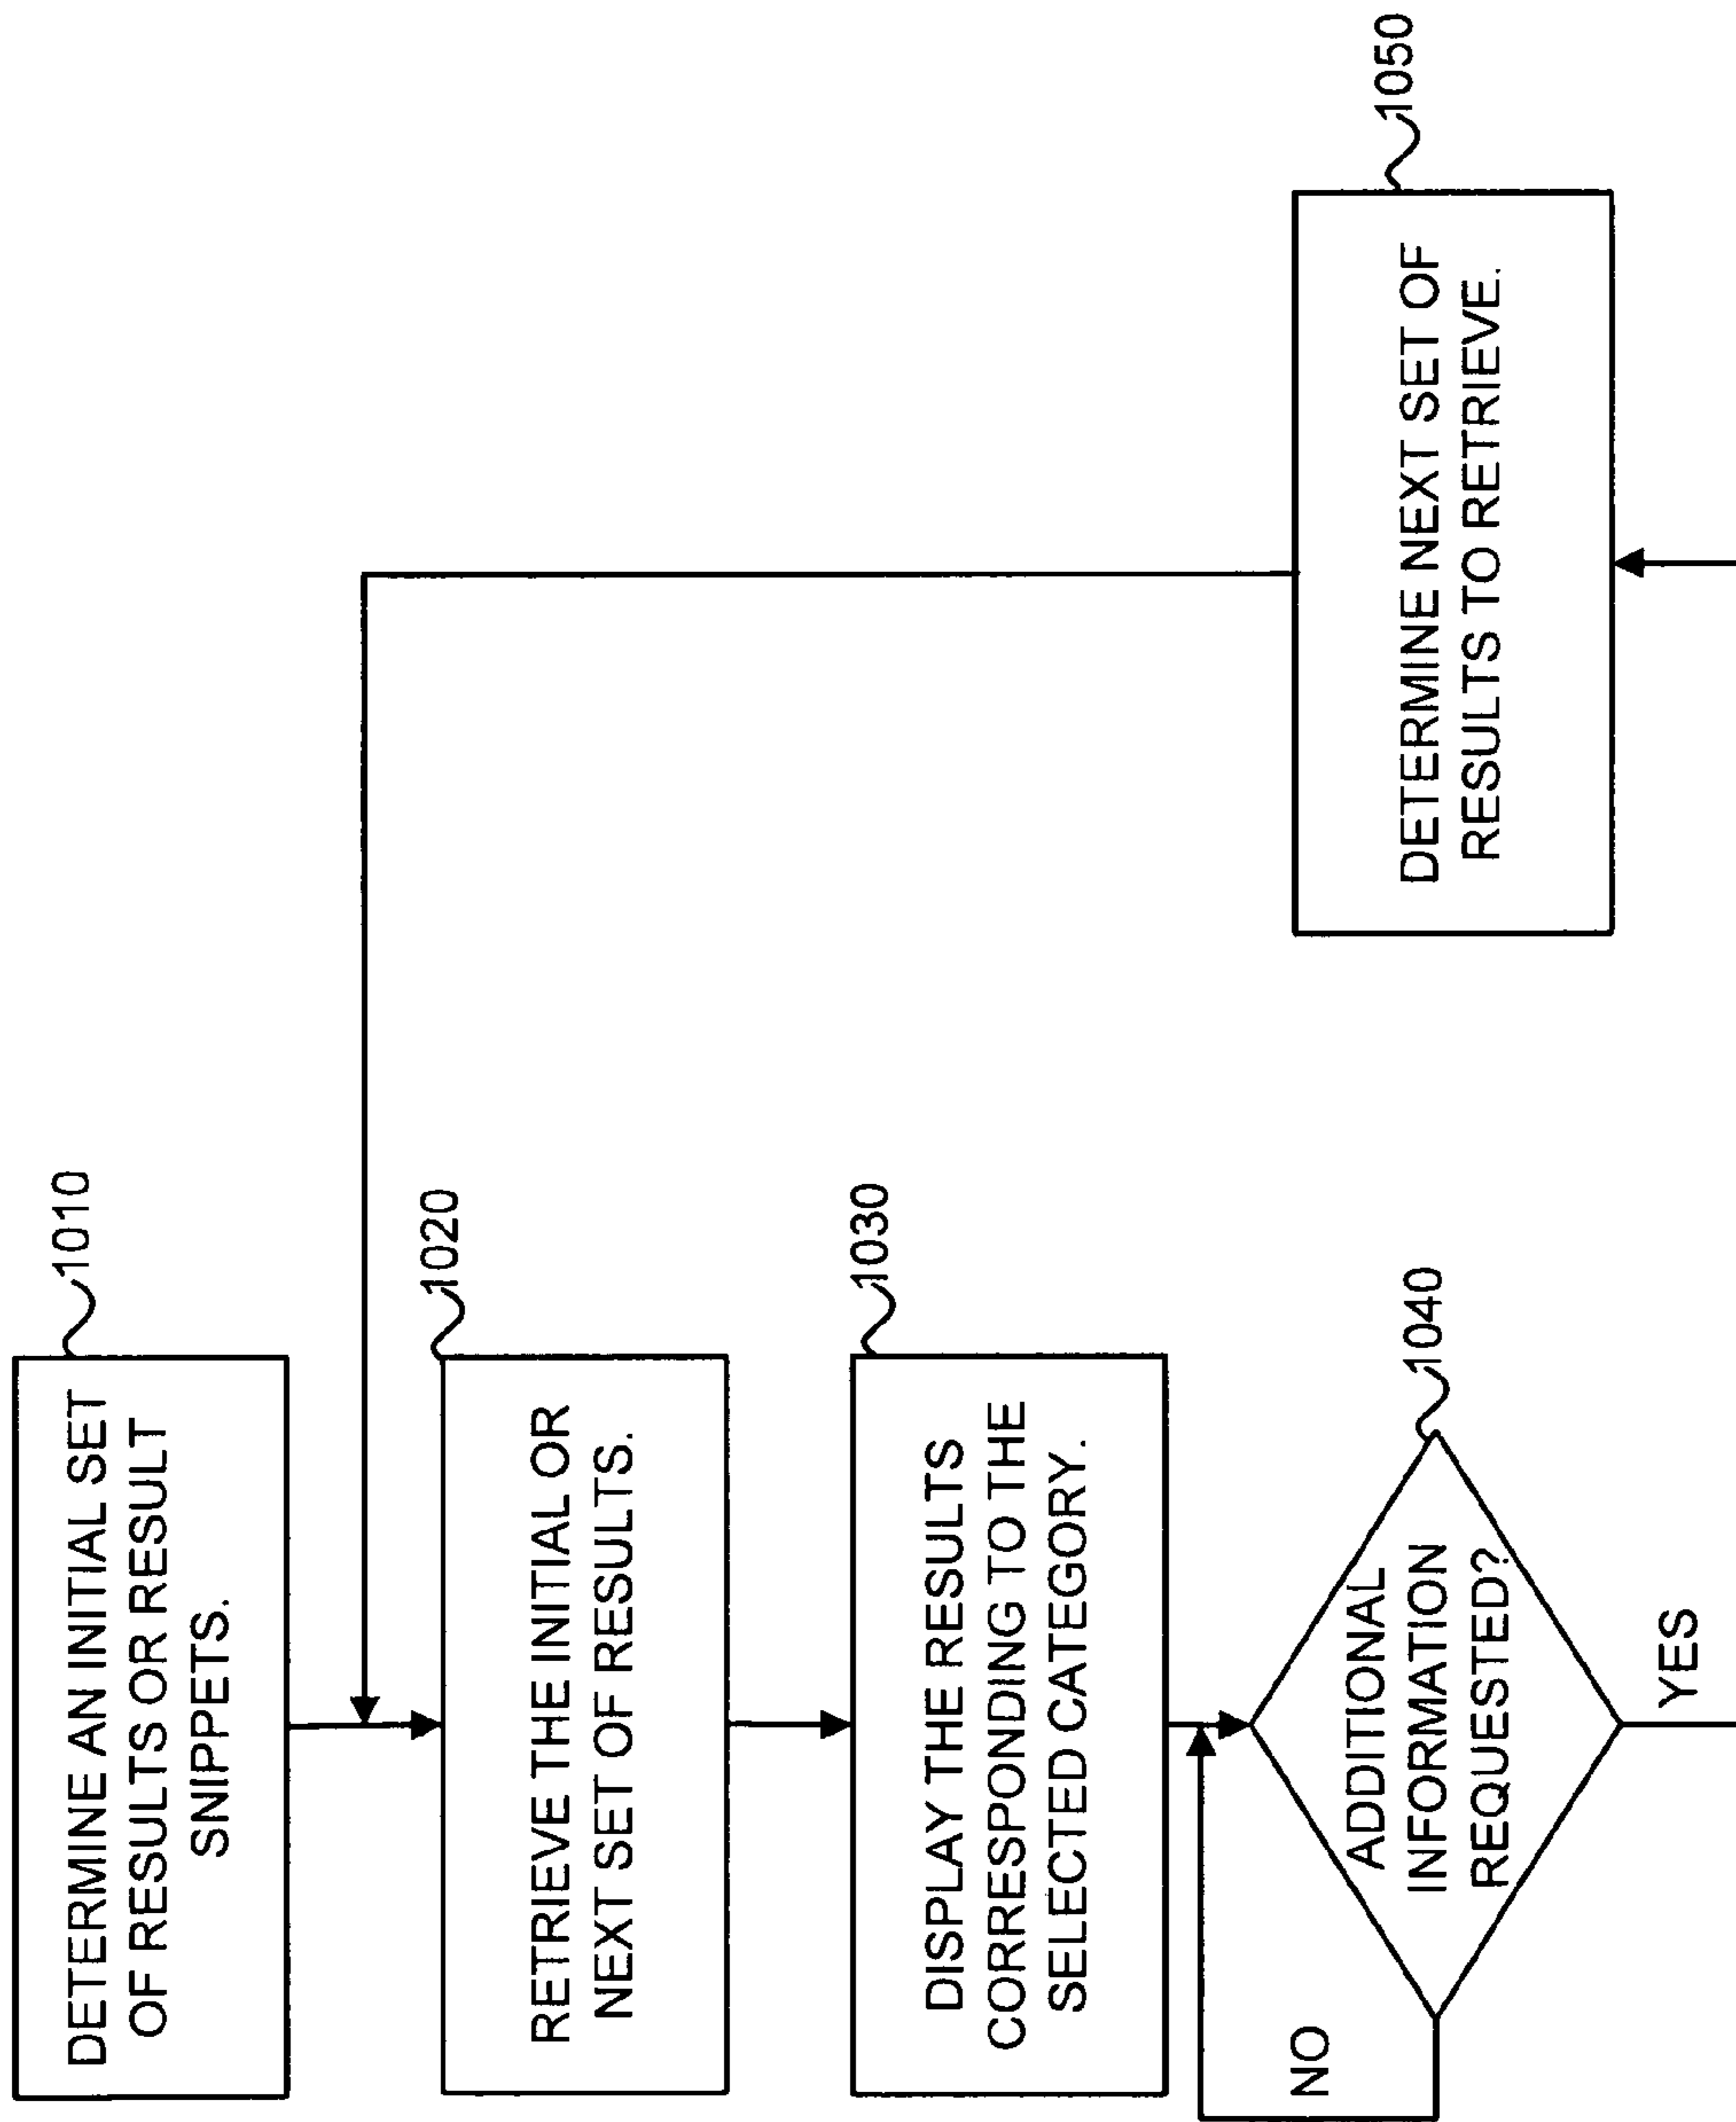 1010
DETERMINE AN INITIAL SET
OF RESULTS OR RESULT
SNIPPETS.
1020
RETRIEVE THE INITIAL OR
NEXT SET OF RESULTS.
1030
DISPLAY THE RESULTS
CORRESPONDING TO THE
SELECTED CATEGORY.
1040
ADDITIONAL
INFORMATION
REQUESTED?
NO
YES
1050
DETERMINE NEXT SET OF
RESULTS TO RETRIEVE.